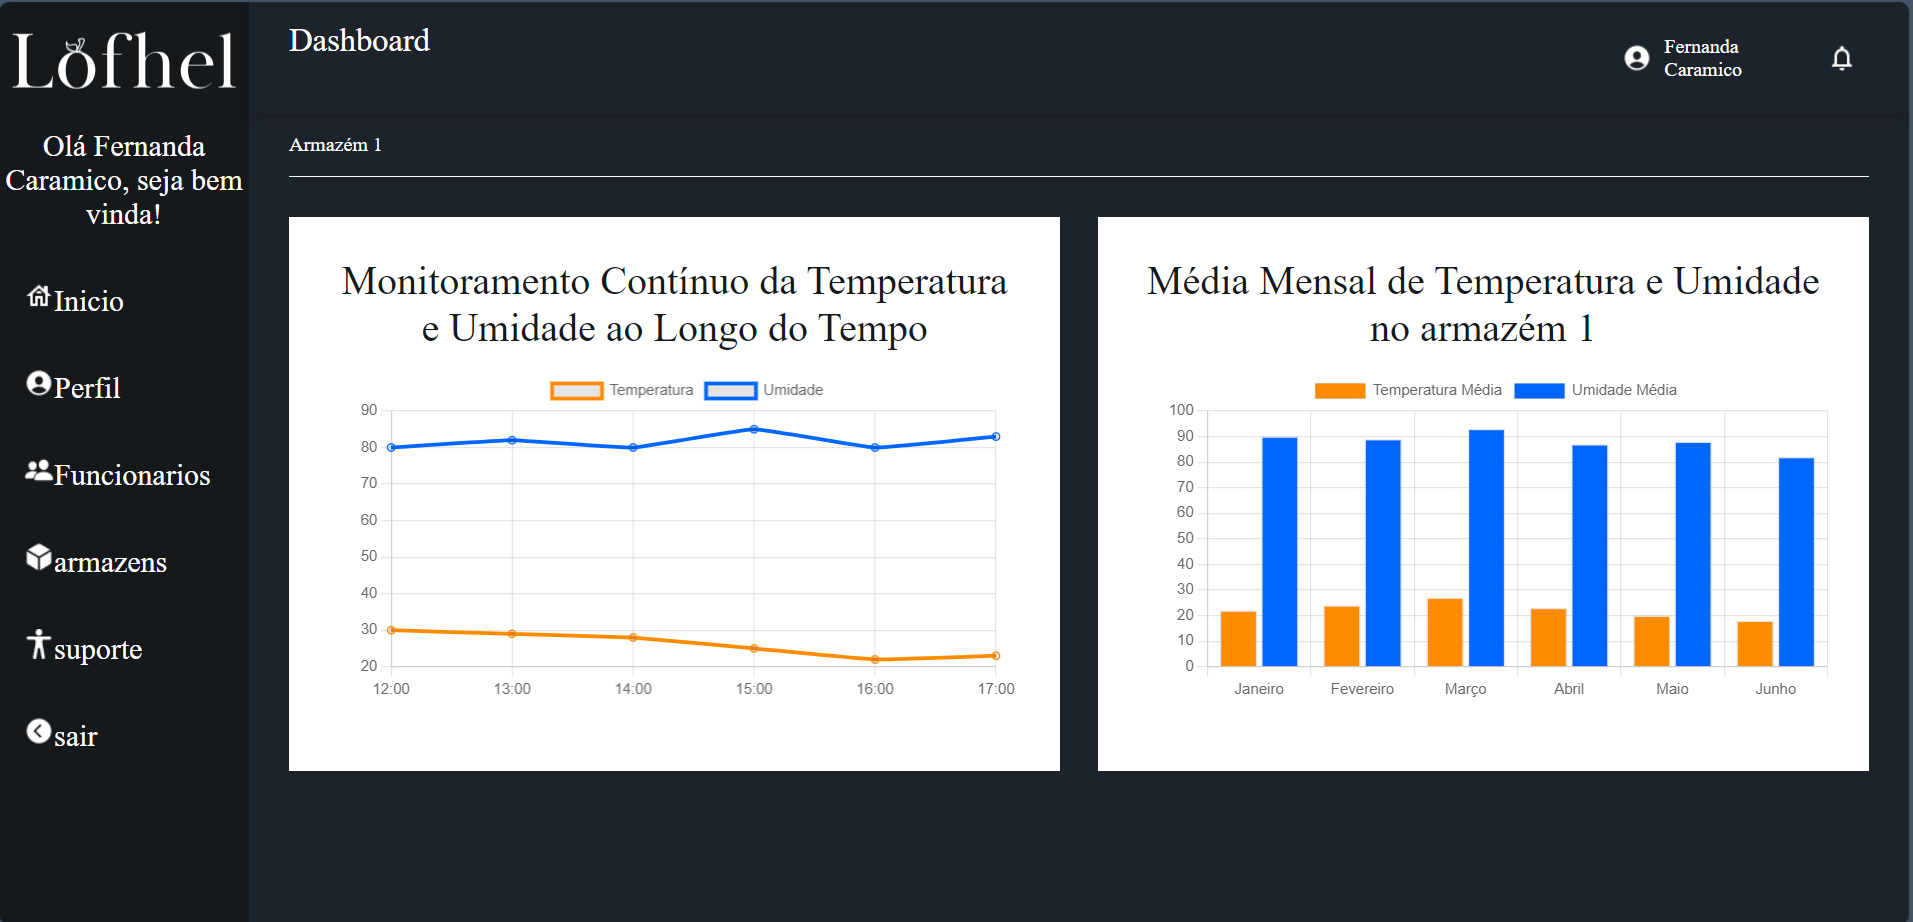 Lofhel
Olá Fernanda
Caramico, seja bem
vinda!
Inicio
Perfil
Funcionarios
armazens
suporte
sair
Dashboard
Fernanda
Caramico
Armazém 1
Monitoramento Contínuo da Temperatura
e Umidade ao Longo do Tempo
Temperatura Umidade
90
80
70
60
50
40
30
20
12:00 13:00 14:00 15:00 16:00 17:00
Média Mensal de Temperatura e Umidade
no armazém 1
Temperatura Média Umidade Média
100
90
80
70
60
50
40
30
20
10
0
Janeiro Fevereiro Março Abril Maio Junho